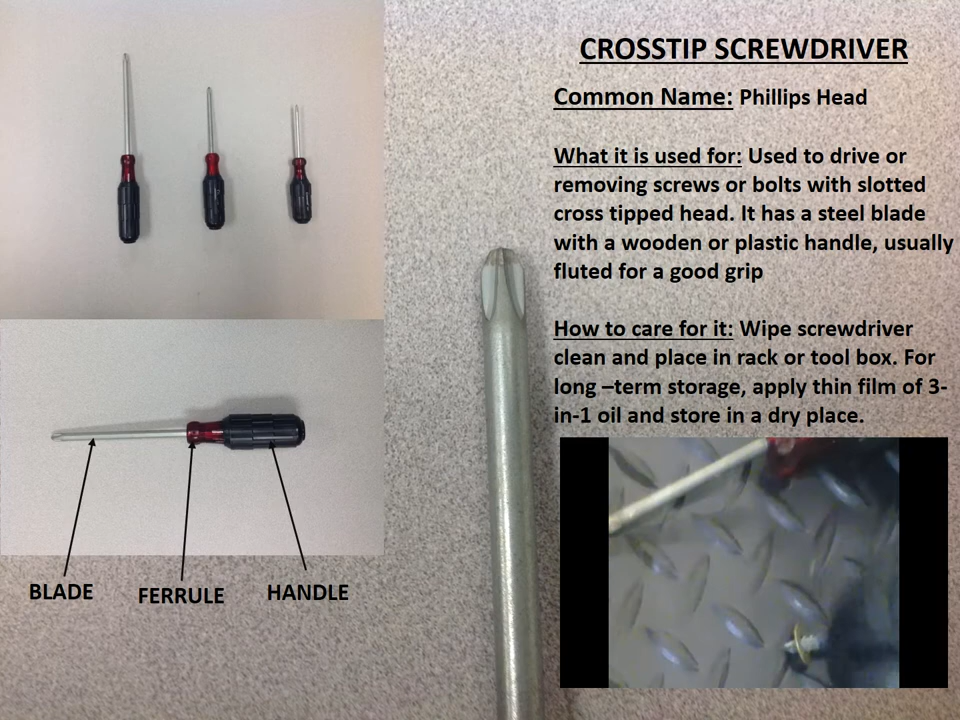 CROSSTIP SCREWDRIVER
Common Name: Phillips Head
What it is used for: Used to drive or
removing screws or bolts with slotted
cross tipped head. It has a steel blade
with a wooden or plastic handle, usually
fluted for a good grip
How to care for it: Wipe screwdriver
clean and place in rack or tool box. For
long –term storage, apply thin film of 3-
in-1 oil and store in a dry place.
BLADE
FERRULE
HANDLE